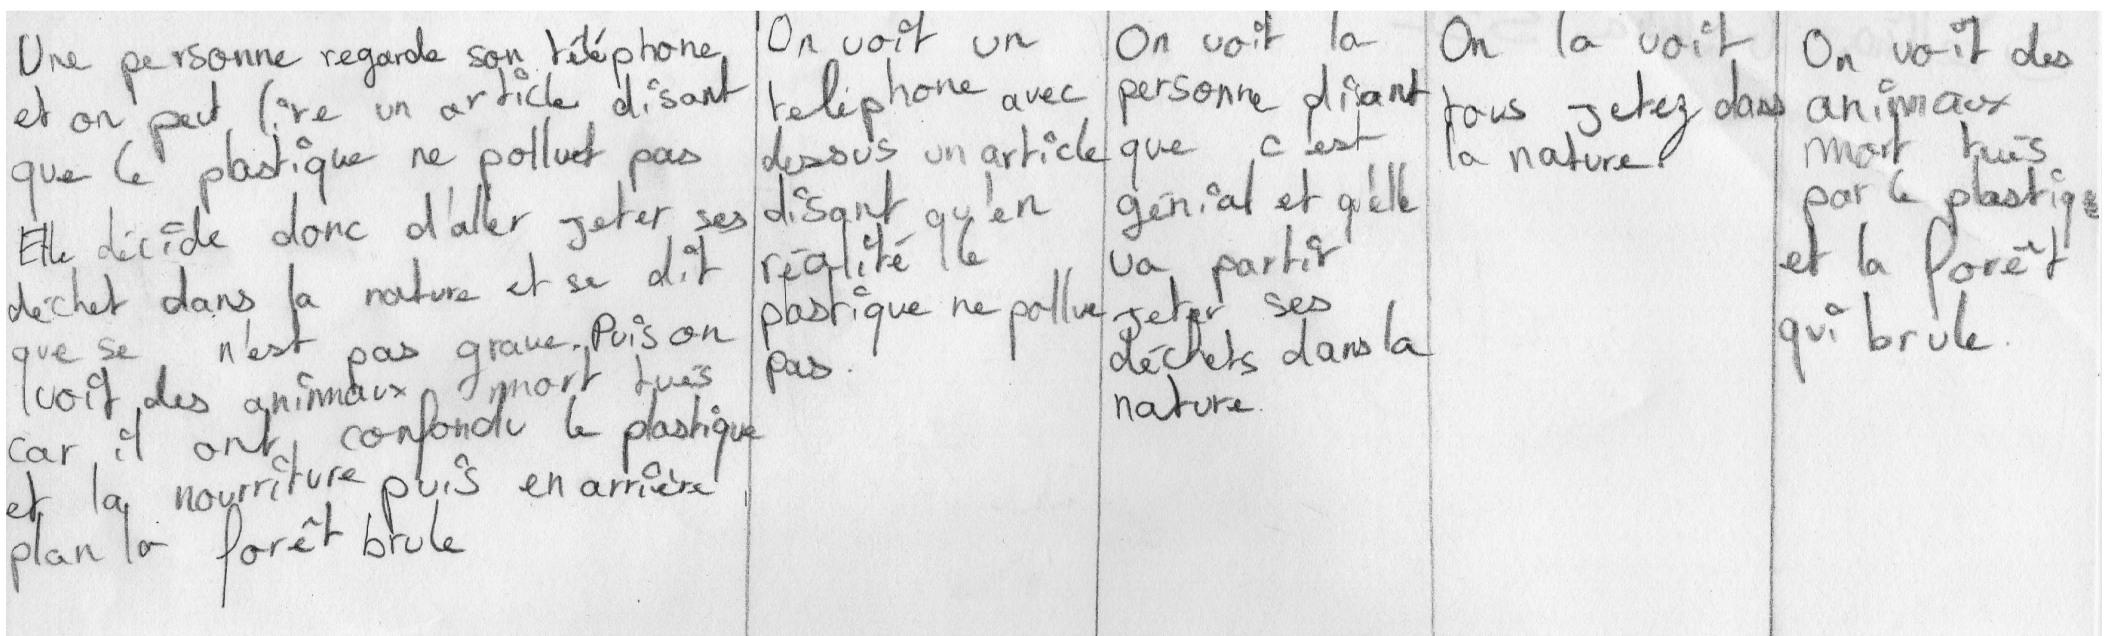 Une personne regarde son téléphone
et on peut lire un article disant
que le plastique ne polluet pas
Elle décide donc d'aller jeter ses
déchet dans la nature et se dit
que se n'est pas grave. Puis on
voit des animaux mort tués
car il ont confondu le plastique
et la nourriture puis en arrière
plan la forêt brule
On voit un
teléphone avec
dessus un article
disant qu'en
réalité le
pastique ne pollue
pas.
On voit la
personne disant
que c'est
génial et qu'elle
va partir
jeter ses
déchets dans la
nature.
On la voit
tous jetez dans
la nature.
On voit des
animaux
mort tués
par le plastique
et la forêt
qui brule.